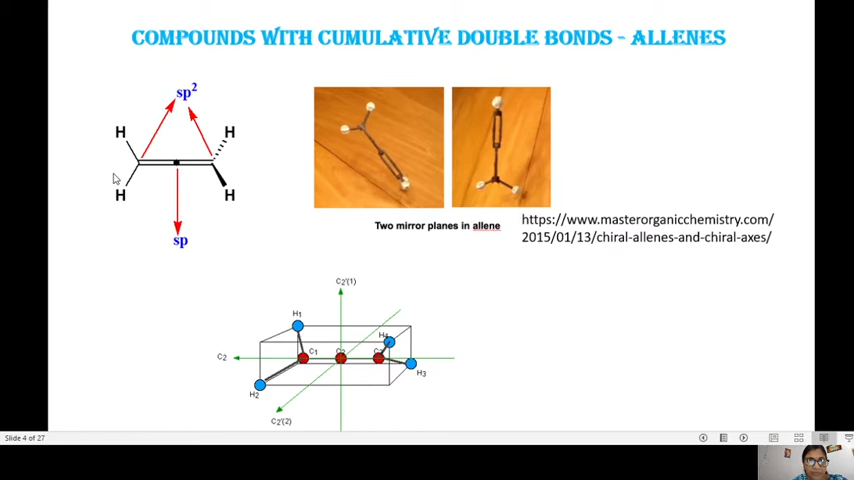 COMPOUNDS WITH CUMULATIVE DOUBLE BONDS - ALLENES
sp2
H
H
H
H
sp
Two mirror planes in allene
https://www.masterorganicchemistry.com/
2015/01/13/chiral-allenes-and-chiral-axes/
C2'(1)
H1
H4
C2
C1
C2
C3
H3
H2
C2'(2)
Slide 4 of 27